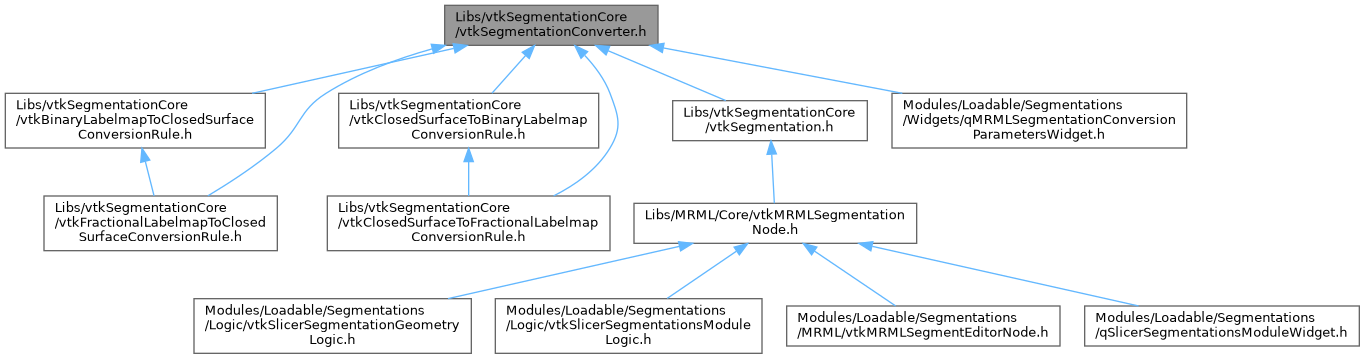 Libs/vtkSegmentationCore
/vtkSegmentationConverter.h
Libs/vtkSegmentationCore
/vtkBinaryLabelmapToClosedSurface
ConversionRule.h
Libs/vtkSegmentationCore
/vtkClosedSurfaceToBinaryLabelmap
ConversionRule.h
Libs/vtkSegmentationCore
/vtkSegmentation.h
Modules/Loadable/Segmentations
/Widgets/qMRMLSegmentationConversion
ParametersWidget.h
Libs/vtkSegmentationCore
/vtkFractionalLabelmapToClosed
SurfaceConversionRule.h
Libs/vtkSegmentationCore
/vtkClosedSurfaceToFractionalLabelmap
ConversionRule.h
Libs/MRML/Core/vtkMRMLSegmentation
Node.h
Modules/Loadable/Segmentations
/Logic/vtkSlicerSegmentationGeometry
Logic.h
Modules/Loadable/Segmentations
/Logic/vtkSlicerSegmentationsModule
Logic.h
Modules/Loadable/Segmentations
/MRML/vtkMRMLSegmentEditorNode.h
Modules/Loadable/Segmentations
/qSlicerSegmentationsModuleWidget.h